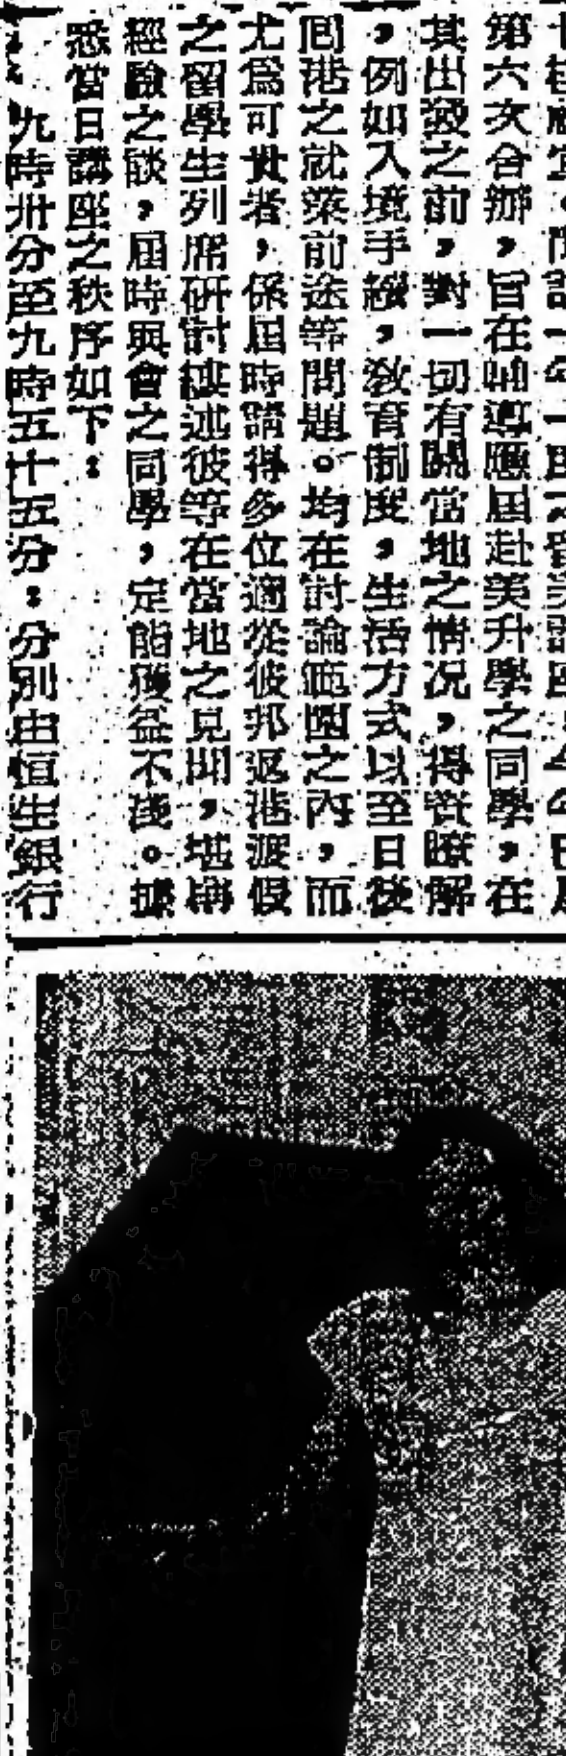 第六次合辦，旨在輔導應屆赴美升學之同學，在
其出發之前，對一切有關當地之情況，得資瞭解
，例如入境手續，敎育制度，生活方式以至日後
囘港之就業前途等問題。均在討論範圍之內，而
尤爲可貴者，係屆時請得多位適從彼邦返港渡假
之留學生列席硏討縷述彼等在當地之見聞，堪稱
經驗之談，屆時與會之同學，定能獲益不淺。據
悉當日講座之秩序如下：
九時卅分至九時五十五分：分別由恒生銀行